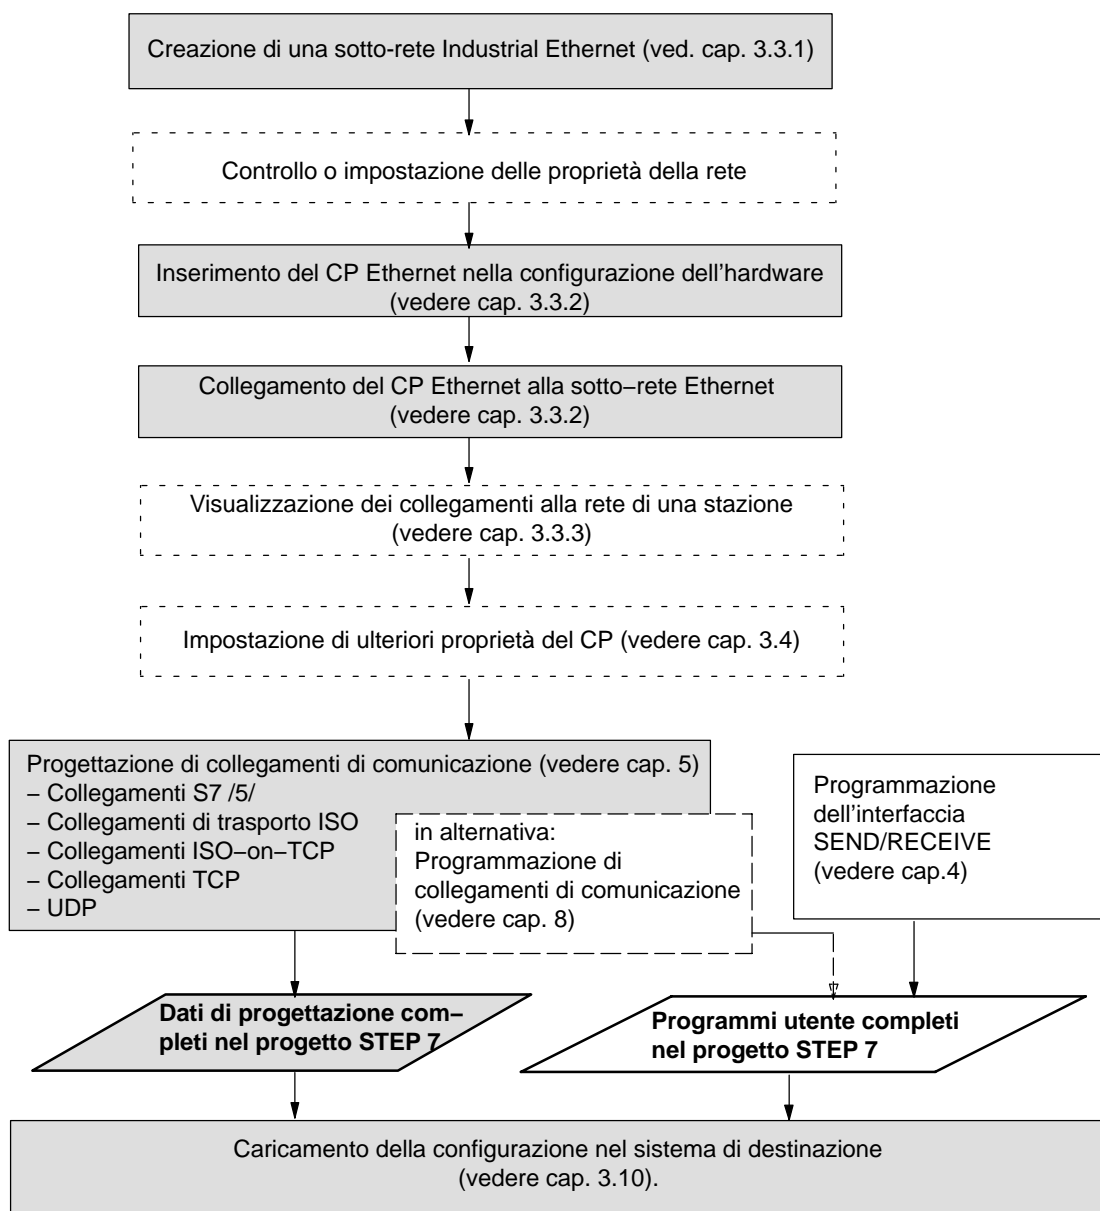 Creazione di una sotto-rete Industrial Ethernet (ved. cap. 3.3.1)
Controllo o impostazione delle proprietà della rete
Inserimento del CP Ethernet nella configurazione dell’hardware
(vedere cap. 3.3.2)
Collegamento del CP Ethernet alla sotto–rete Ethernet
(vedere cap. 3.3.2)
Visualizzazione dei collegamenti alla rete di una stazione
(vedere cap. 3.3.3)
Impostazione di ulteriori proprietà del CP (vedere cap. 3.4)
Progettazione di collegamenti di comunicazione (vedere cap. 5)
– Collegamenti S7 /5/
– Collegamenti di trasporto ISO
– Collegamenti ISO–on–TCP
– Collegamenti TCP
– UDP
in alternativa:
Programmazione di
collegamenti di comunicazione
(vedere cap. 8)
Programmazione
dell’interfaccia
SEND/RECEIVE
(vedere cap.4)
Dati di progettazione com–
pleti nel progetto STEP 7
Programmi utente completi
nel progetto STEP 7
Caricamento della configurazione nel sistema di destinazione
(vedere cap. 3.10).